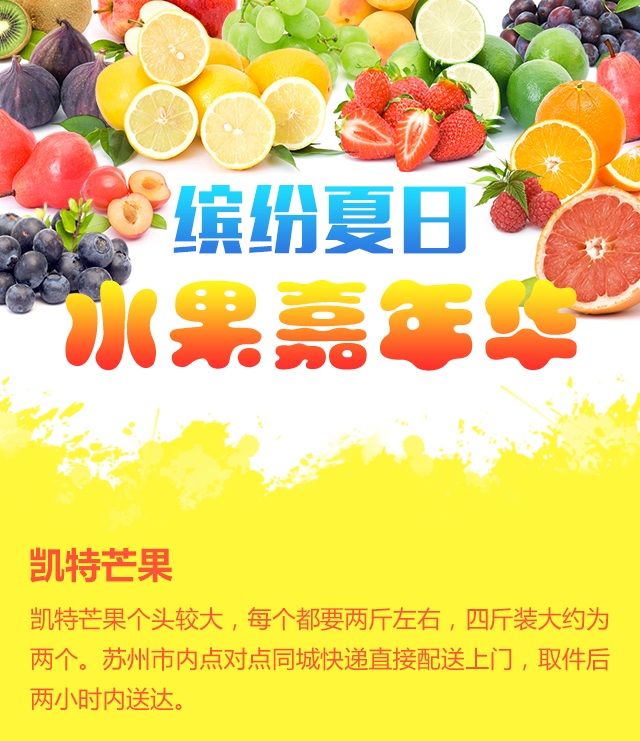 缤纷夏日
水果嘉年华
凯特芒果
凯特芒果个头较大，每个都要两斤左右，四斤装大约为
两个。苏州市内点对点同城快递直接配送上门，取件后
两小时内送达。